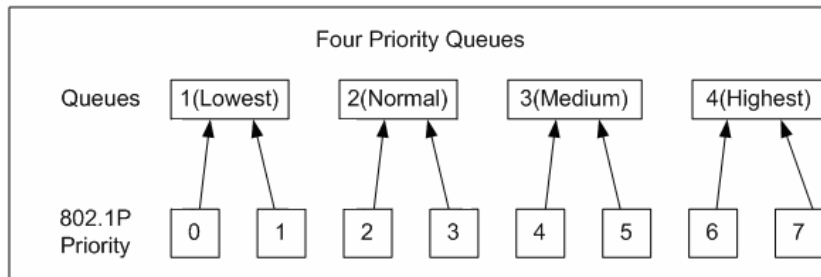 Four Priority Queues
Queues 1(Lowest) 2(Normal) 3(Medium) 4(Highest)
802.1P
Priority
0 1 2 3 4 5 6 7